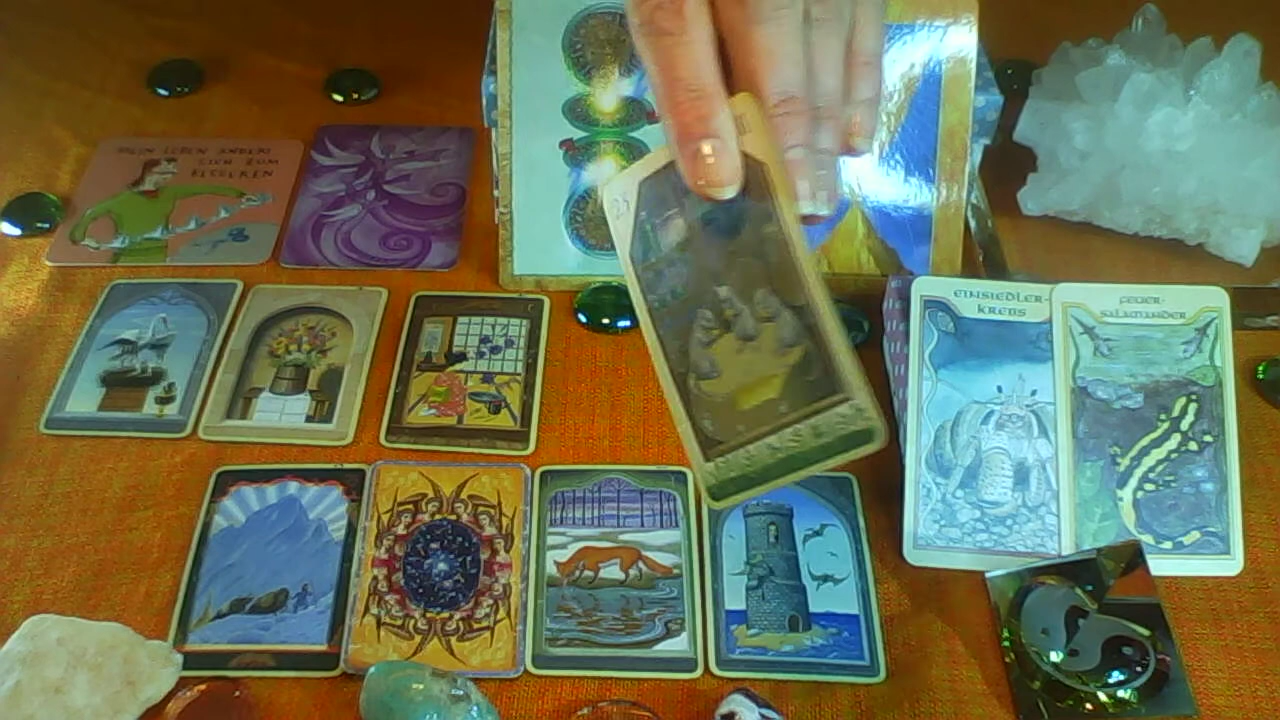 MEIN LEBEN ÄNDERT
SICH ZUM
BESSEREN
EINSIEDLER-
KREBS
FEUER-
SALAMANDER